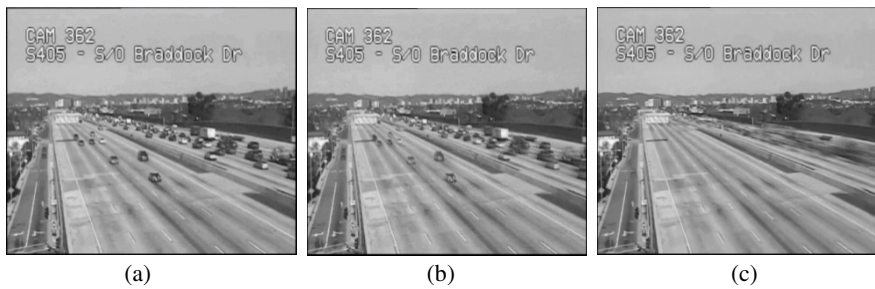 CAM 362
S405 - S/O Braddock Dr
CAM 362
S405 - S/O Braddock Dr
CAM 362
S405 - S/O Braddock Dr
(a)
(b)
(c)